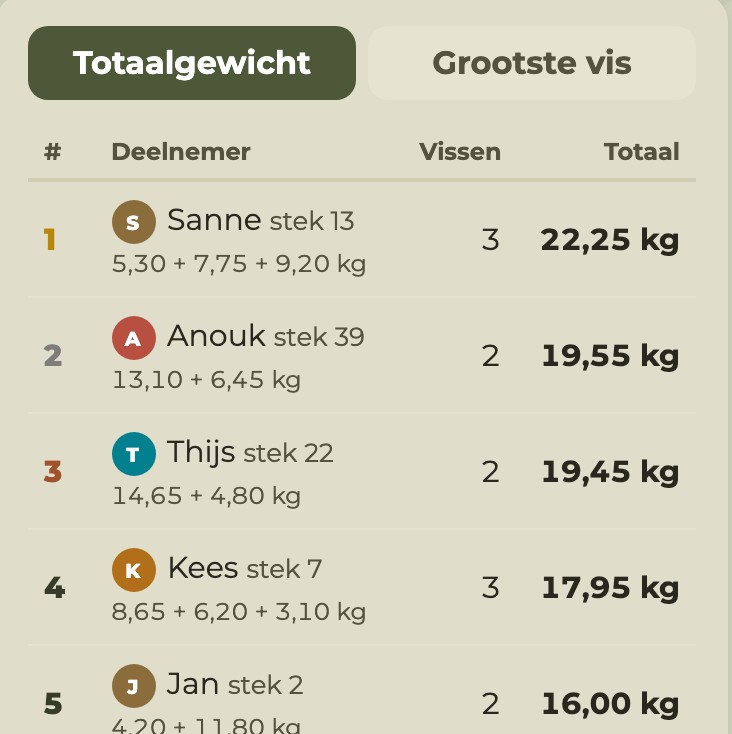 Totaalgewicht Grootste vis
# Deelnemer Vissen Totaal
1 S Sanne stek 13 3 22,25 kg
5,30 + 7,75 + 9,20 kg
2 A Anouk stek 39 2 19,55 kg
13,10 + 6,45 kg
3 T Thijs stek 22 2 19,45 kg
14,65 + 4,80 kg
4 K Kees stek 7 3 17,95 kg
8,65 + 6,20 + 3,10 kg
5 J Jan stek 2 2 16,00 kg
4,20 + 11,80 kg